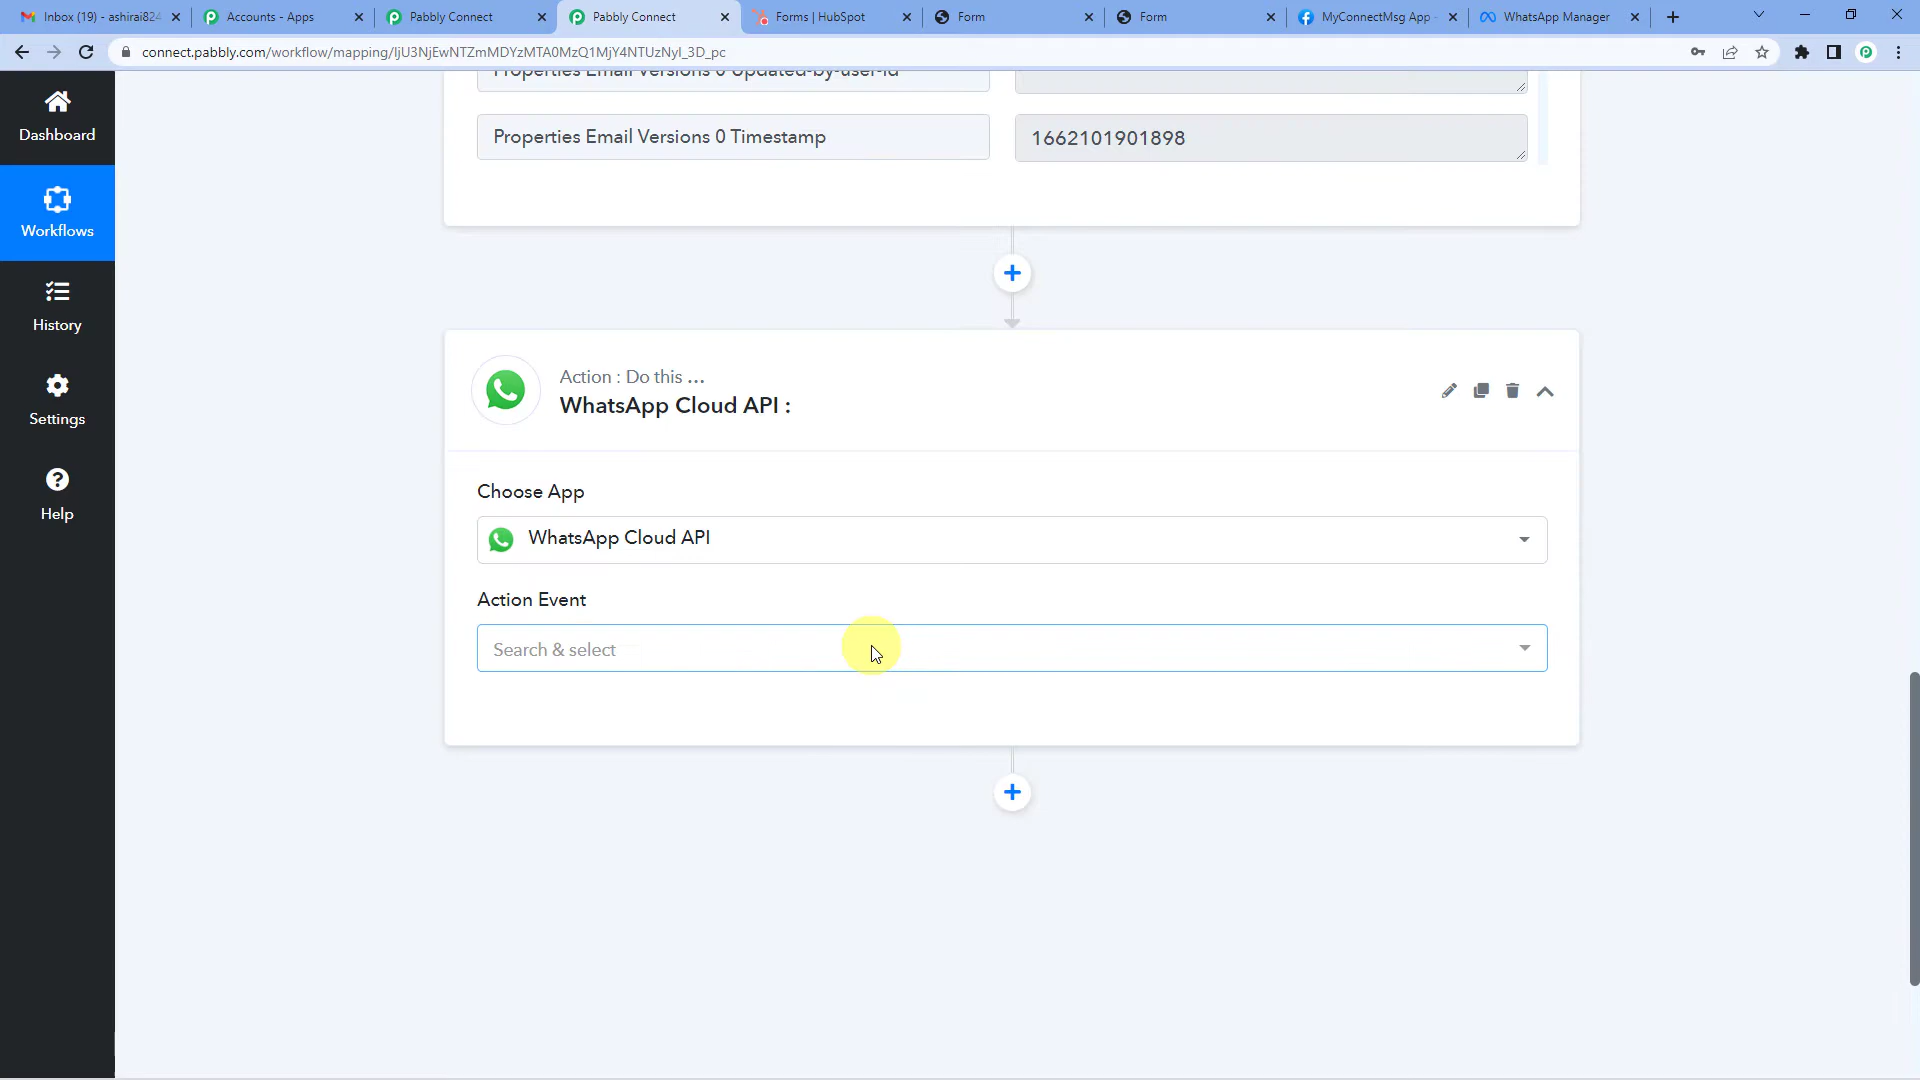 Inbox (19) - ashirai824
Accounts - Apps
Pabbly Connect
Pabbly Connect
Forms | HubSpot
Form
Form
MyConnectMsg App -
WhatsApp Manager
connect.pabbly.com/workflow/mapping/IjU3NjEwNTZmMDYzMTA0MzQ1MjY4NTUzNyI_3D_pc
Dashboard
Workflows
History
Settings
Help
Properties Email Versions 0 Updated-by-user-id
Properties Email Versions 0 Timestamp
1662101901898
Action : Do this ...
WhatsApp Cloud API :
Choose App
WhatsApp Cloud API
Action Event
Search & select